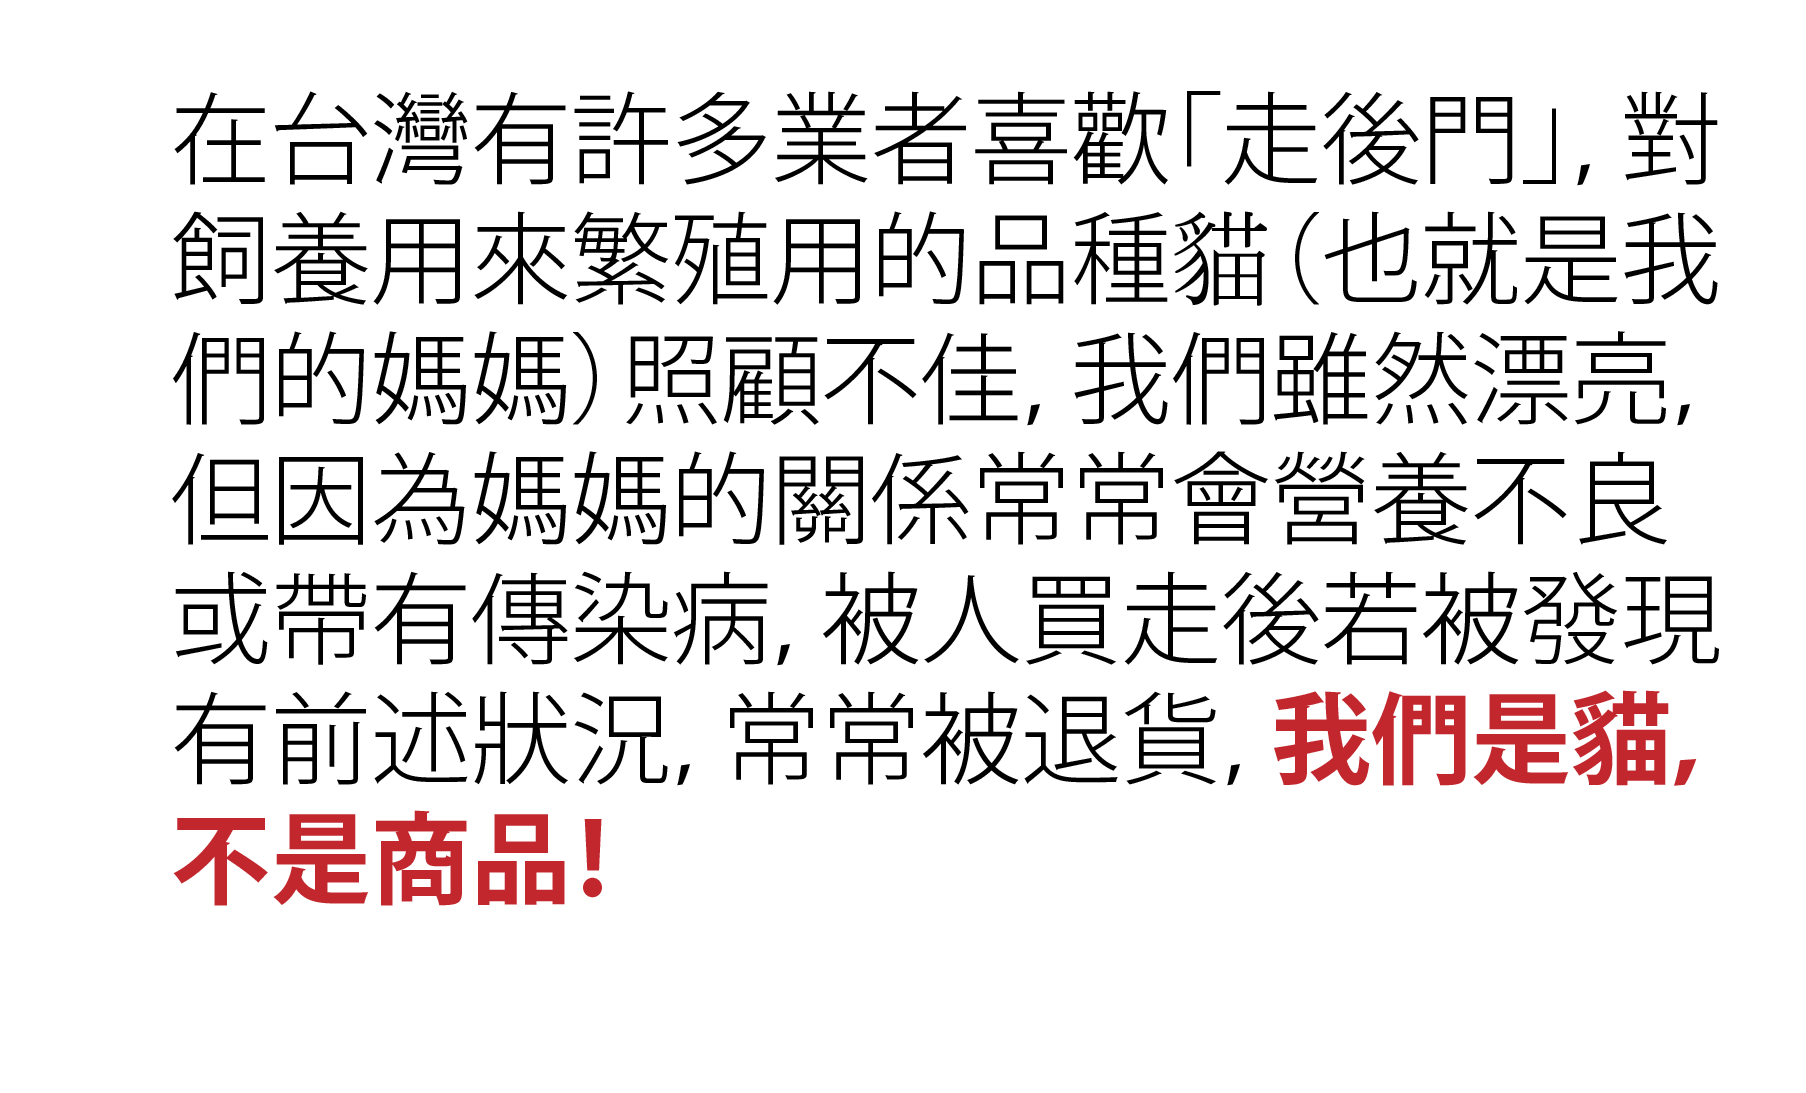 在台灣有許多業者喜歡「走後門」, 對
飼養用來繁殖用的品種貓(也就是我
們的媽媽)照顧不佳, 我們雖然漂亮,
但因為媽媽的關係常常會營養不良
或帶有傳染病, 被人買走後若被發現
有前述狀況, 常常被退貨, 我們是貓,
不是商品!